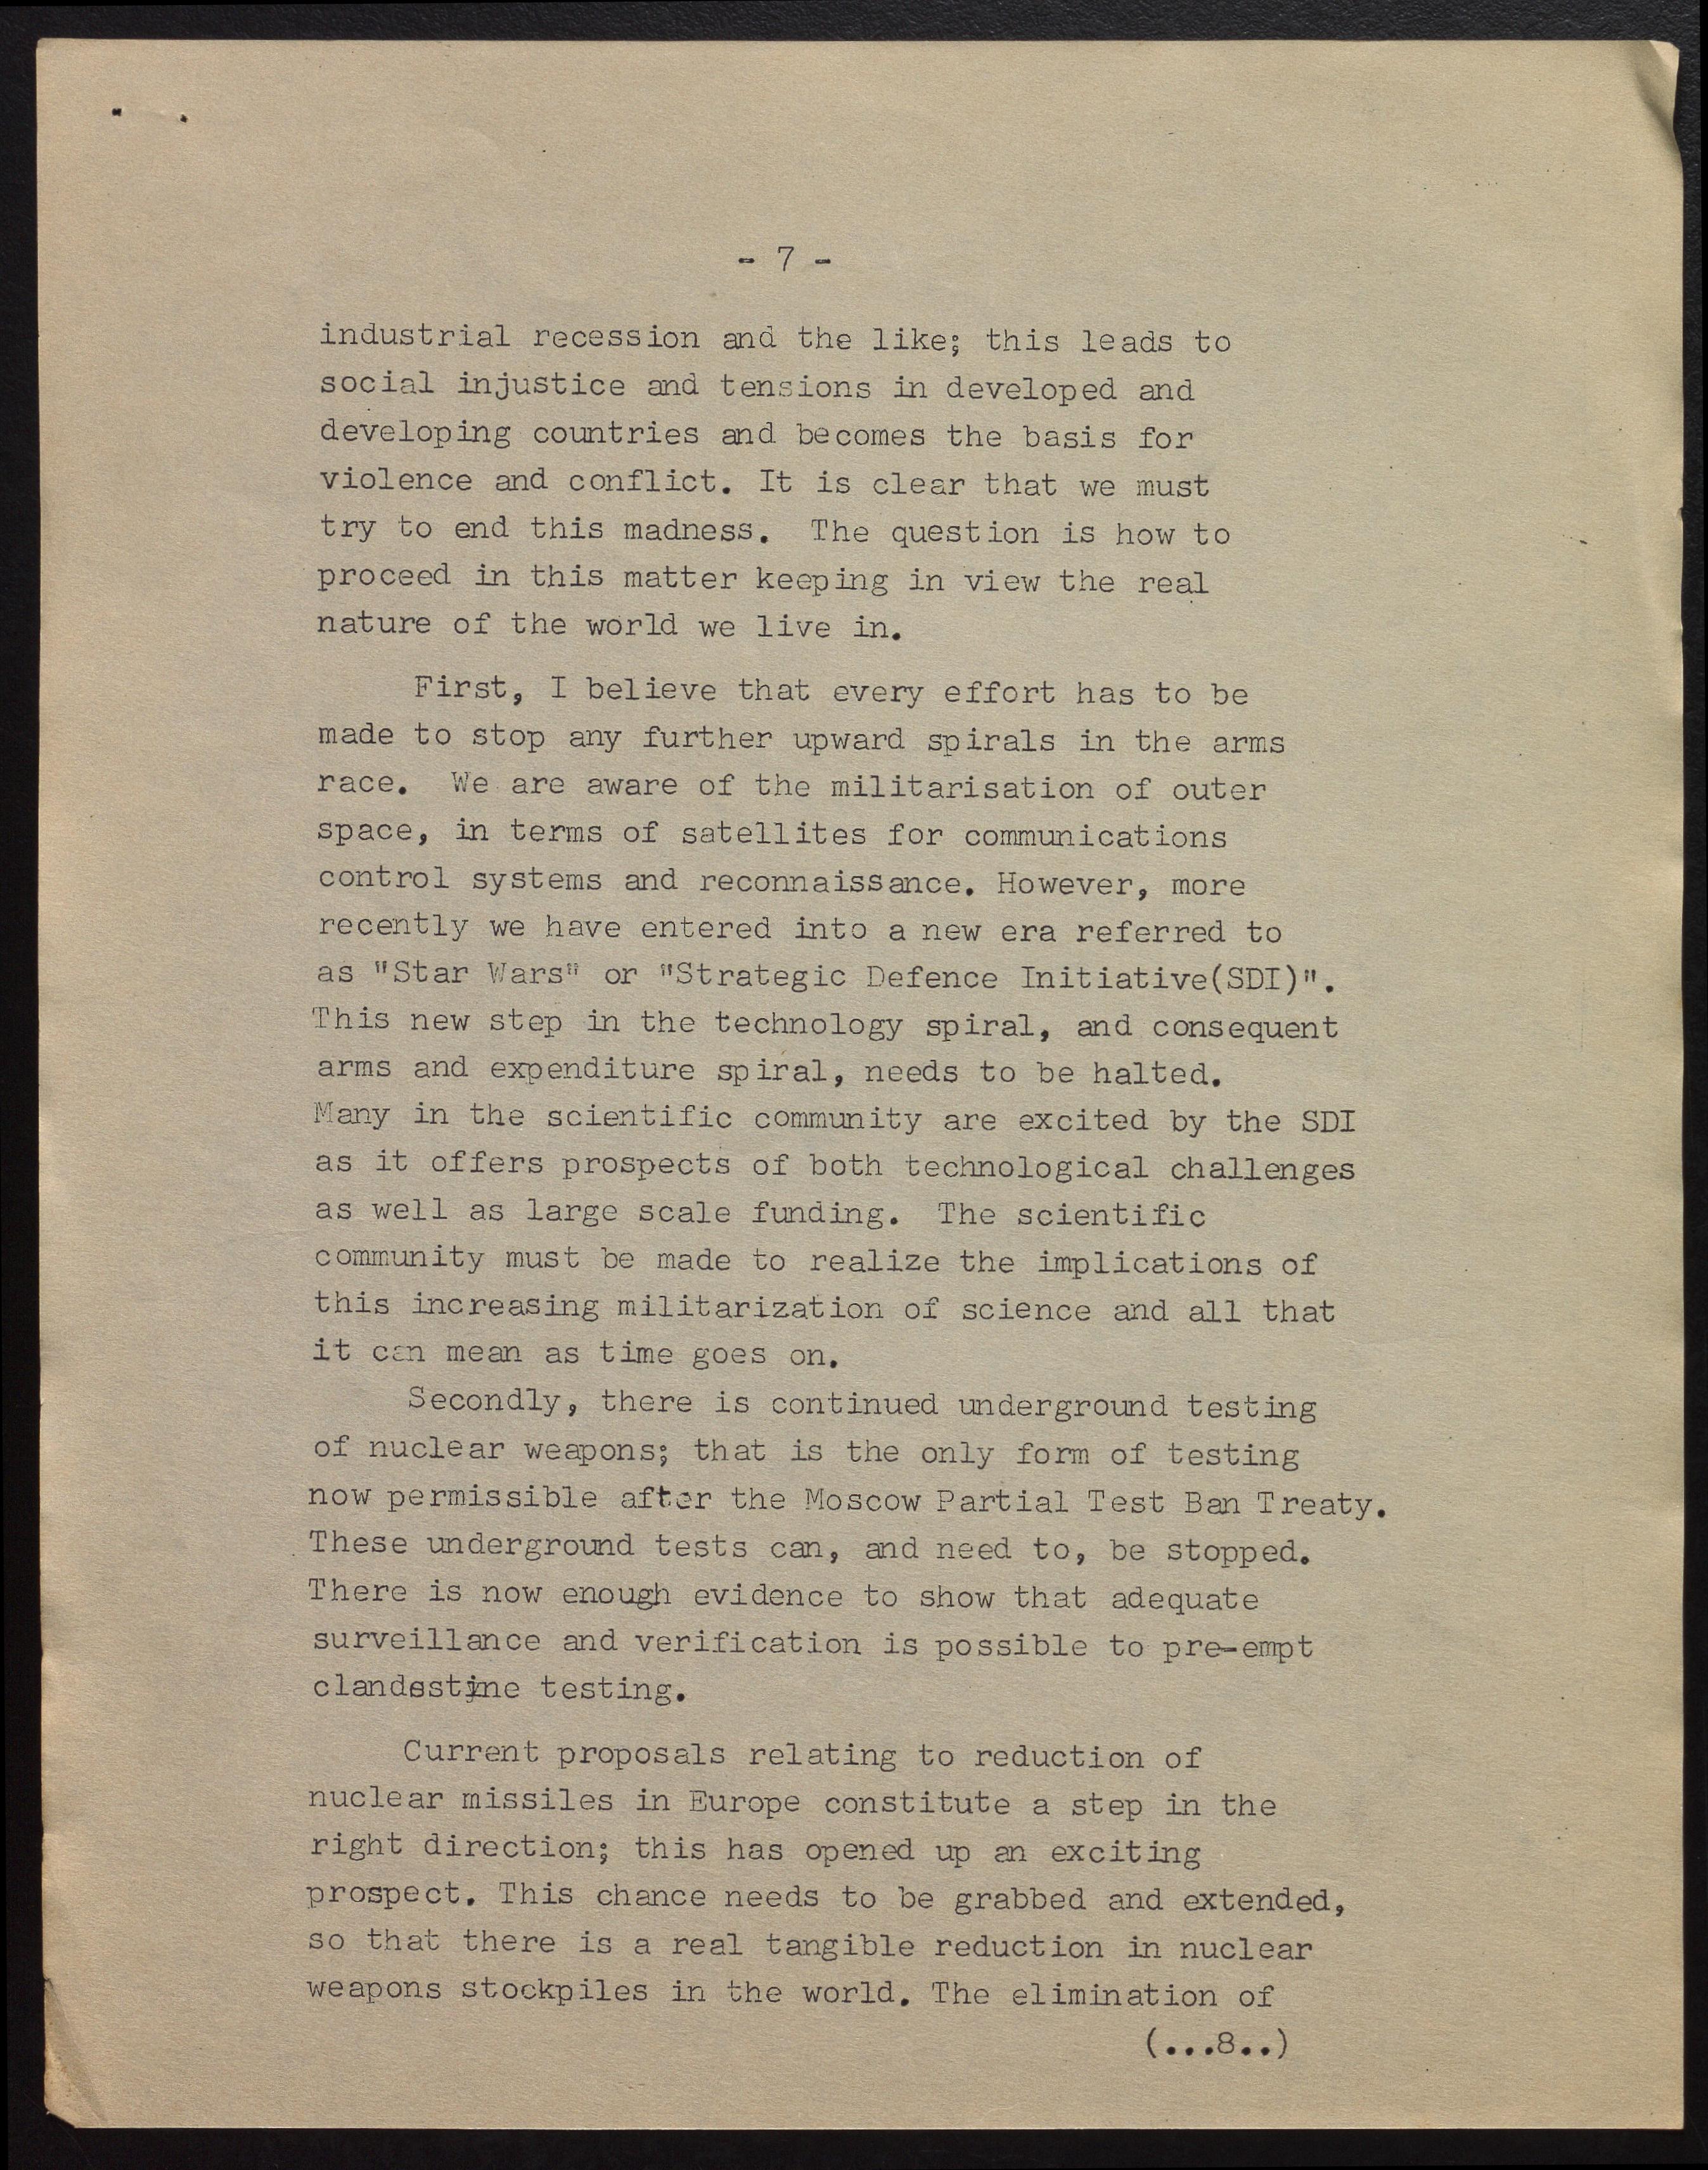 - 7 -
industrial recession and the like; this leads to
social injustice and tensions in developed and
developing countries and becomes the basis for
violence and conflict. It is clear that we must
try to end this madness. The question is how to
proceed in this matter keeping in view the real
nature of the world we live in.
First, I believe that every effort has to be
made to stop any further upward spirals in the arms
race. We are aware of the militarisation of outer
space, in terms of satellites for communications
control systems and reconnaissance. However, more
recently we have entered into a new era referred to
as "Star Wars" or "Strategic Defence Initiative(SDI)".
This new step in the technology spiral, and consequent
arms and expenditure spiral, needs to be halted.
Many in the scientific community are excited by the SDI
as it offers prospects of both technological challenges
as well as large scale funding. The scientific
community must be made to realize the implications of
this increasing militarization of science and all that
it can mean as time goes on.
Secondly, there is continued underground testing
of nuclear weapons; that is the only form of testing
now permissible after the Moscow Partial Test Ban Treaty.
These underground tests can, and need to, be stopped.
There is now enough evidence to show that adequate
surveillance and verification is possible to pre-empt
clandestine testing.
Current proposals relating to reduction of
nuclear missiles in Europe constitute a step in the
right direction; this has opened up an exciting
prospect. This chance needs to be grabbed and extended,
so that there is a real tangible reduction in nuclear
weapons stockpiles in the world. The elimination of
(...8..)